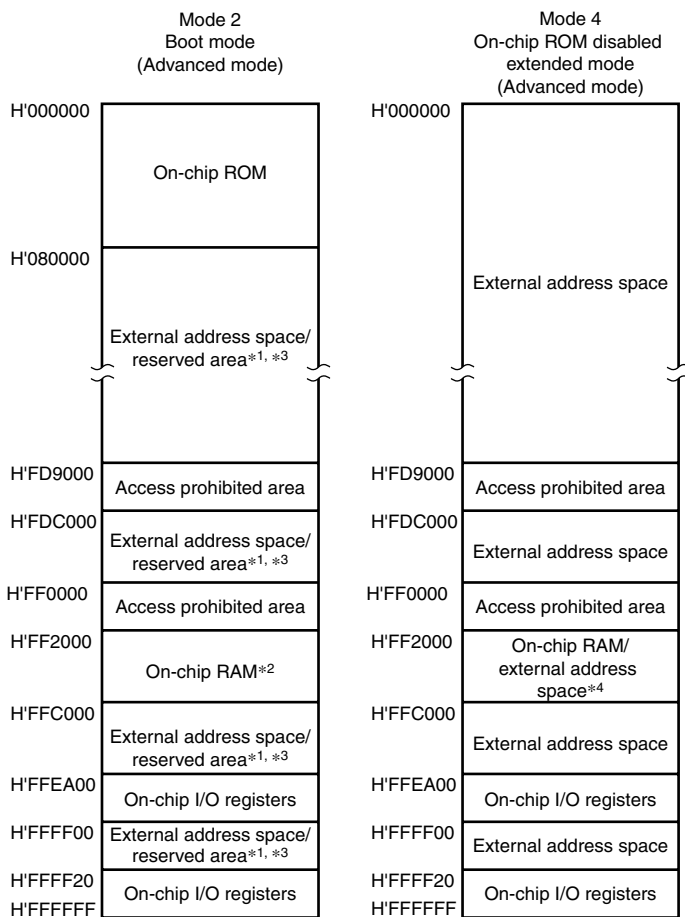 Mode 2
Boot mode
(Advanced mode)
H'000000
On-chip ROM
H'080000
External address space/
reserved area*1, *3
H'FD9000
Access prohibited area
H'FDC000
External address space/
reserved area*1, *3
H'FF0000
Access prohibited area
H'FF2000
On-chip RAM*2
H'FFC000
External address space/
reserved area*1, *3
H'FFEA00
On-chip I/O registers
H'FFFF00
External address space/
reserved area*1, *3
H'FFFF20
On-chip I/O registers
H'FFFFFF
Mode 4
On-chip ROM disabled
extended mode
(Advanced mode)
H'000000
External address space
H'FD9000
Access prohibited area
H'FDC000
External address space
H'FF0000
Access prohibited area
H'FF2000
On-chip RAM/
external address
space*4
H'FFC000
External address space
H'FFEA00
On-chip I/O registers
H'FFFF00
External address space
H'FFFF20
On-chip I/O registers
H'FFFFFF